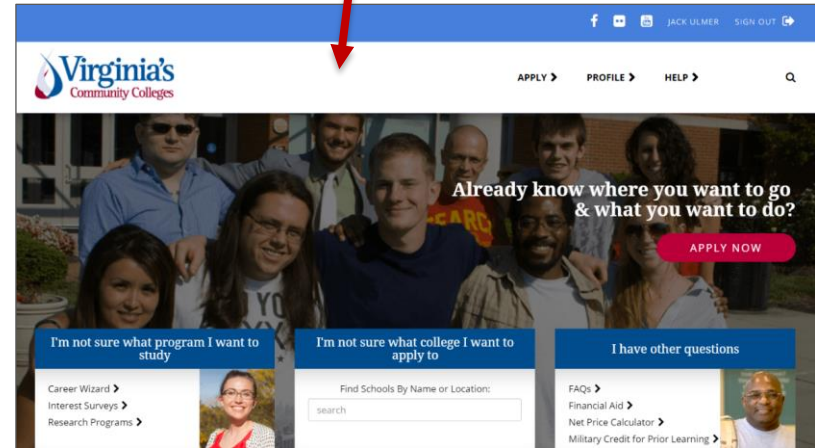 JACK ULMER SIGN OUT
Virginia's
Community Colleges
APPLY PROFILE HELP
Already know where you want to go
& what you want to do?
APPLY NOW
I'm not sure what program I want to
study
Career Wizard
Interest Surveys
Research Programs
I'm not sure what college I want to
apply to
Find Schools By Name or Location:
search
I have other questions
FAQs
Financial Aid
Net Price Calculator
Military Credit for Prior Learning